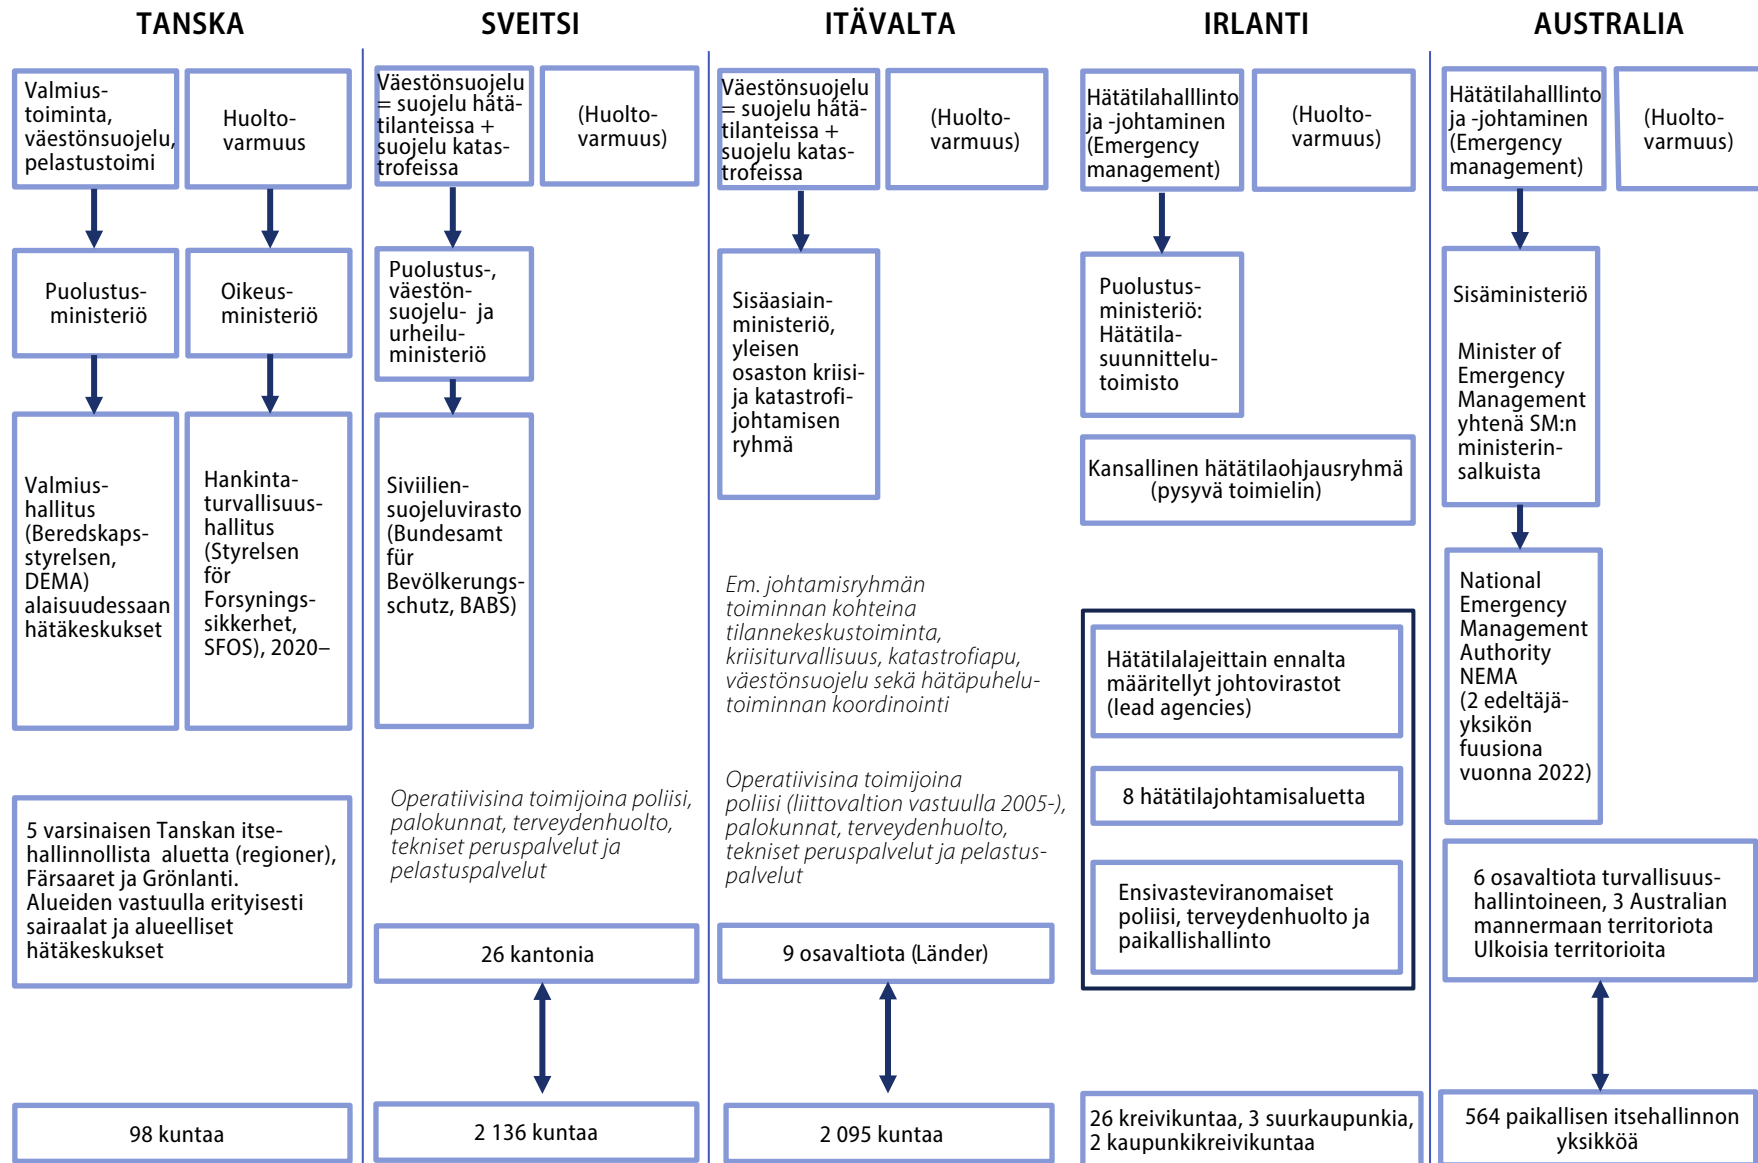 TANSKA
Valmius-
toiminta,
väestönsuojelu,
pelastustoimi
Huolto-
varmuus
Puolustus-
ministeriö
Oikeus-
ministeriö
Valmius-
hallitus
(Beredskaps-
styrelsen,
DEMA)
alaisuudessaan
hätäkeskukset
Hankinta-
turvallisuus-
hallitus
(Styrelsen
för
Forsynings-
sikkerhet,
SFOS), 2020–
5 varsinaisen Tanskan itse-
hallinnollista aluetta (regioner),
Färsaaret ja Grönlanti.
Alueiden vastuulla erityisesti
sairaalat ja alueelliset
hätäkeskukset
98 kuntaa
SVEITSI
Väestönsuojelu
= suojelu hätä-
tilanteissa +
suojelu katas-
trofeissa
(Huolto-
varmuus)
Puolustus-,
väestön-
suojelu- ja
urheilu-
ministeriö
Siviilien-
suojeluvirasto
(Bundesamt
für
Bevölkerungs-
schutz, BABS)
Operatiivisina toimijoina poliisi,
palokunnat, terveydenhuolto,
tekniset peruspalvelut ja
pelastuspalvelut
26 kantonia
2 136 kuntaa
ITÄVALTA
Väestönsuojelu
= suojelu hätä-
tilanteissa +
suojelu katas-
trofeissa
(Huolto-
varmuus)
Sisäasiain-
ministeriö,
yleisen
osaston kriisi-
ja katastrofi-
johtamisen
ryhmä
Em. johtamisryhmän
toiminnan kohteina
tilannekeskustoiminta,
kriisiturvallisuus, katastrofiapu,
väestönsuojelu sekä hätäpuhelu-
toiminnan koordinointi
Operatiivisina toimijoina
poliisi (liittovaltion vastuulla 2005-),
palokunnat, terveydenhuolto,
tekniset peruspalvelut ja pelastus-
palvelut
9 osavaltiota (Länder)
2 095 kuntaa
IRLANTI
Hätätilahalllinto
ja -johtaminen
(Emergency
management)
(Huolto-
varmuus)
Puolustus-
ministeriö:
Hätätila-
suunnittelu-
toimisto
Kansallinen hätätilaohjausryhmä
(pysyvä toimielin)
Hätätilalajeittain ennalta
määritellyt johtovirastot
(lead agencies)
8 hätätilajohtamisaluetta
Ensivasteviranomaiset
poliisi, terveydenhuolto ja
paikallishallinto
26 kreivikuntaa, 3 suurkaupunkia,
2 kaupunkikreivikuntaa
AUSTRALIA
Hätätilahalllinto
ja -johtaminen
(Emergency
management)
(Huolto-
varmuus)
Sisäministeriö
Minister of
Emergency
Management
yhtenä SM:n
ministerin-
salkuista
National
Emergency
Management
Authority
NEMA
(2 edeltäjä-
yksikön
fuusiona
vuonna 2022)
6 osavaltiota turvallisuus-
hallintoineen, 3 Australian
mannermaan territoriota
Ulkoisia territorioita
564 paikallisen itsehallinnon
yksikköä